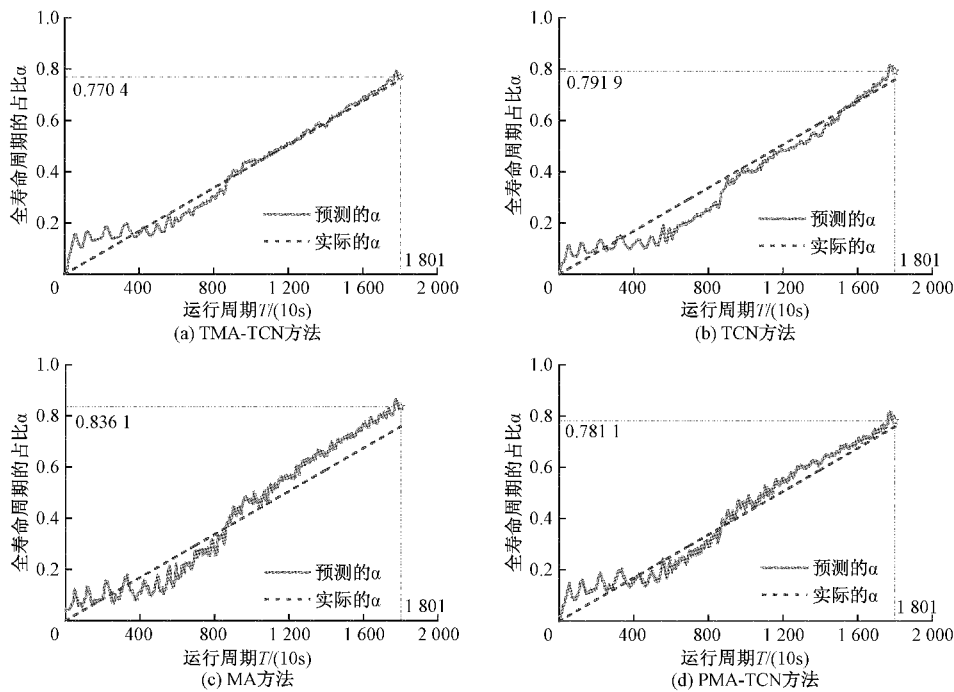 1.0
0.8
0.770 4
0.6
全寿命周期的占比α
0.4
0.2
预测的α
实际的α
1 801
0
400
800
1 200
1 600
2 000
运行周期T/(10s)
(a) TMA-TCN方法
1.0
0.8
0.791 9
0.6
全寿命周期占比α
0.4
0.2
预测的α
实际的α
1 801
0
400
800
1 200
1 600
2 000
运行周期T/(10s)
(b) TCN方法
1.0
0.8
0.836 1
0.6
全寿命周期的占比α
0.4
0.2
预测的α
实际的α
1 801
0
400
800
1 200
1 600
2 000
运行周期T/(10s)
(c) MA方法
1.0
0.8
0.781 1
0.6
全寿命周期的占比α
0.4
0.2
预测的α
实际的α
1 801
0
400
800
1 200
1 600
2 000
运行周期T/(10s)
(d) PMA-TCN方法